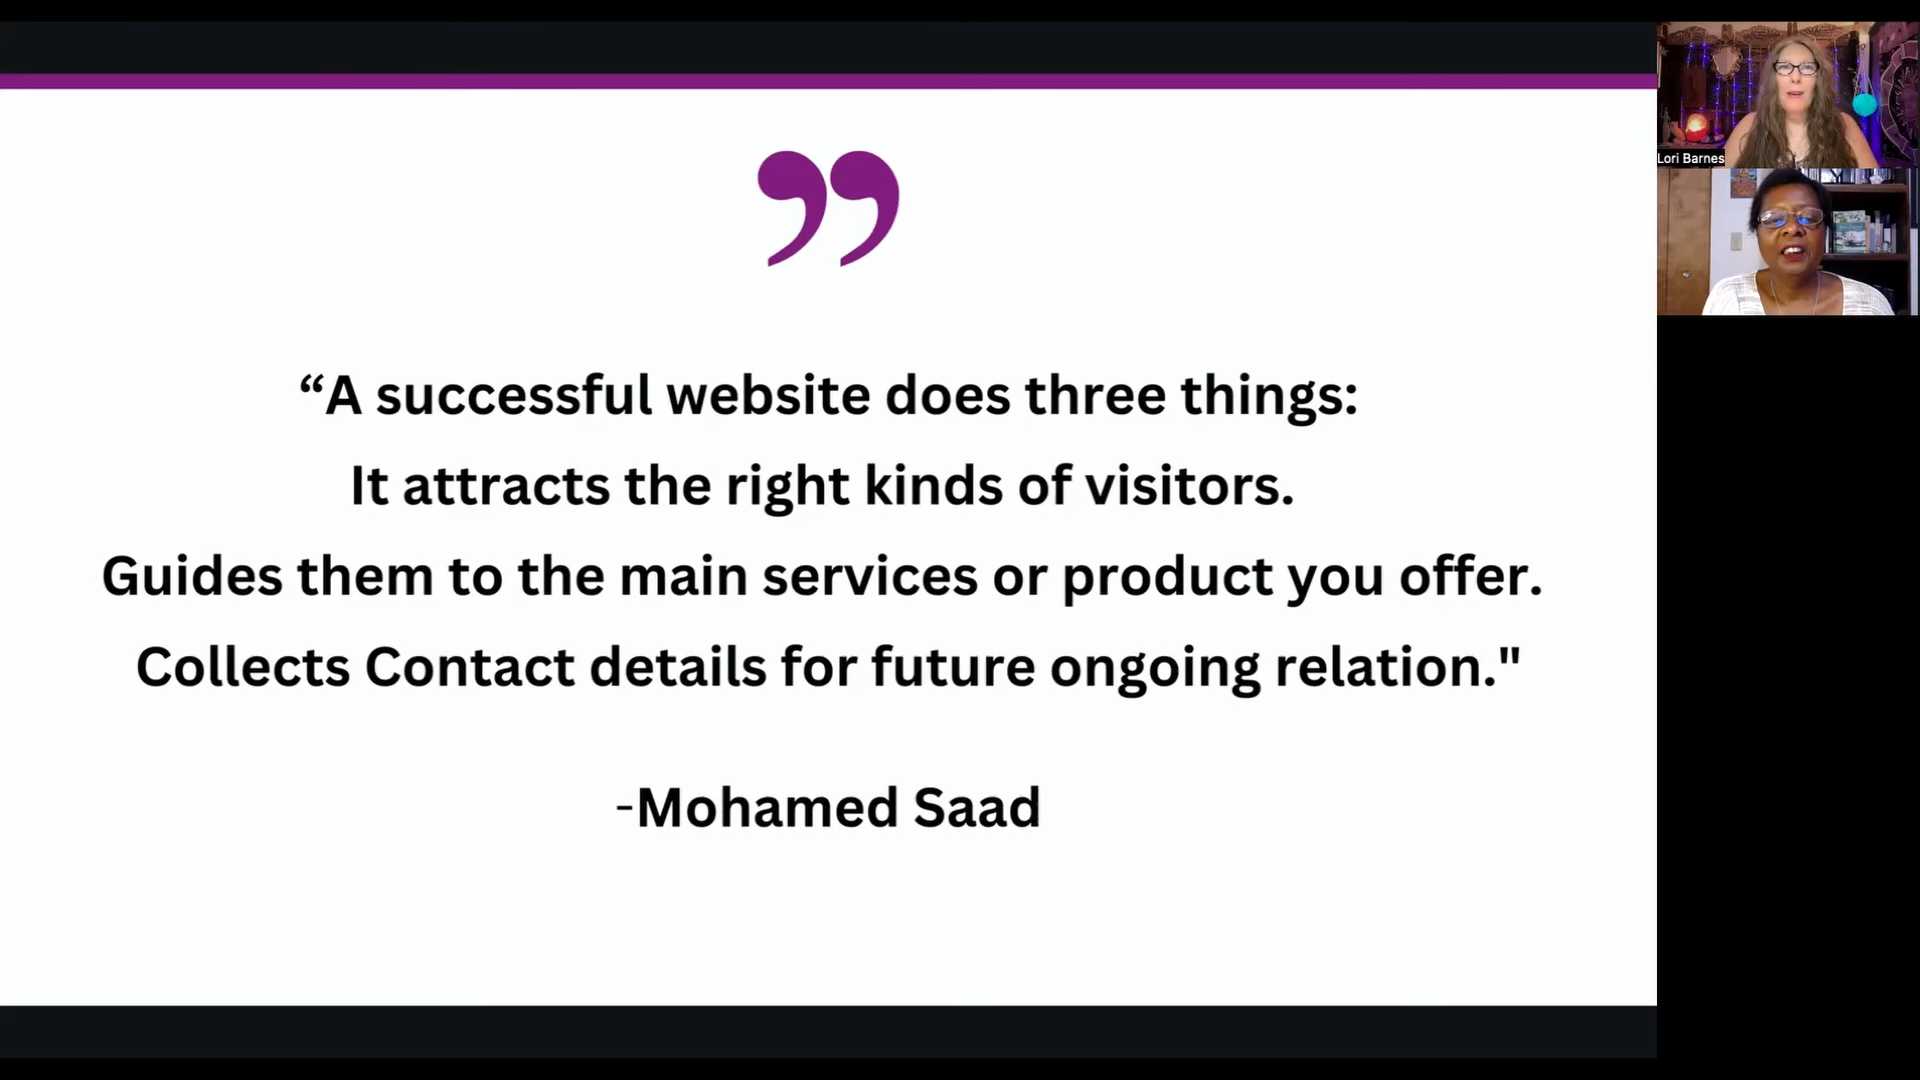 ”
“A successful website does three things:
It attracts the right kinds of visitors.
Guides them to the main services or product you offer.
Collects Contact details for future ongoing relation."
-Mohamed Saad
Lori Barnes